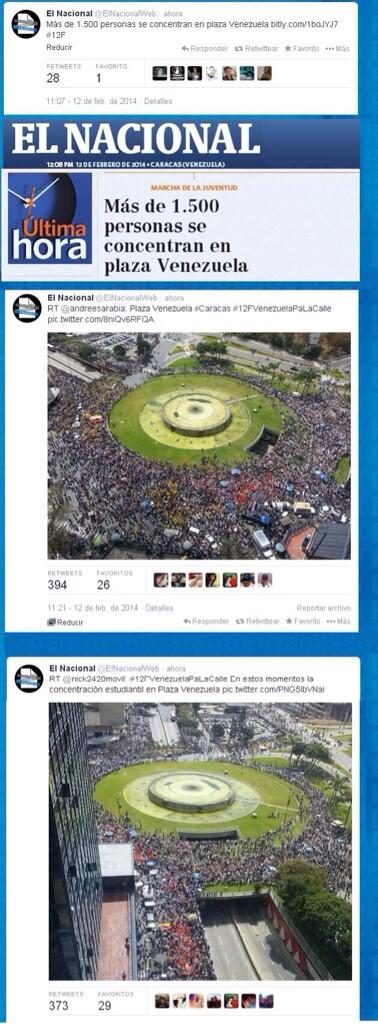 El Nacional @ElNacionalWeb · ahora
Más de 1.500 personas se concentran en plaza Venezuela bitly.com/1boJYJ7
#12F
Reducir
Responder Retwittear Favorito Más
RETWEETS FAVORITO
28 1
11:07 - 12 de feb. de 2014 · Detalles
EL NACIONAL
12:08 PM 12 DE FEBRERO DE 2014 • CARACAS (VENEZUELA)
MARCHA DE LA JUVENTUD
Última
hora
Más de 1.500
personas se
concentran en
plaza Venezuela
El Nacional @ElNacionalWeb · ahora
RT @andreesarabia: Plaza Venezuela #Caracas #12FVenezuelaPaLaCalle
pic.twitter.com/8niQv6RFQA
RETWEETS FAVORITOS
394 26
11:21 - 12 de feb. de 2014 · Detalles
Reportar archivo
Reducir
Responder Retwittear Favorito Más
El Nacional @ElNacionalWeb · ahora
RT @nick2420movil: #12FVenezuelaPaLaCalle En estos momentos la
concentración estudiantil en Plaza Venezuela pic.twitter.com/PNG5lbVNai
RETWEETS FAVORITOS
373 29